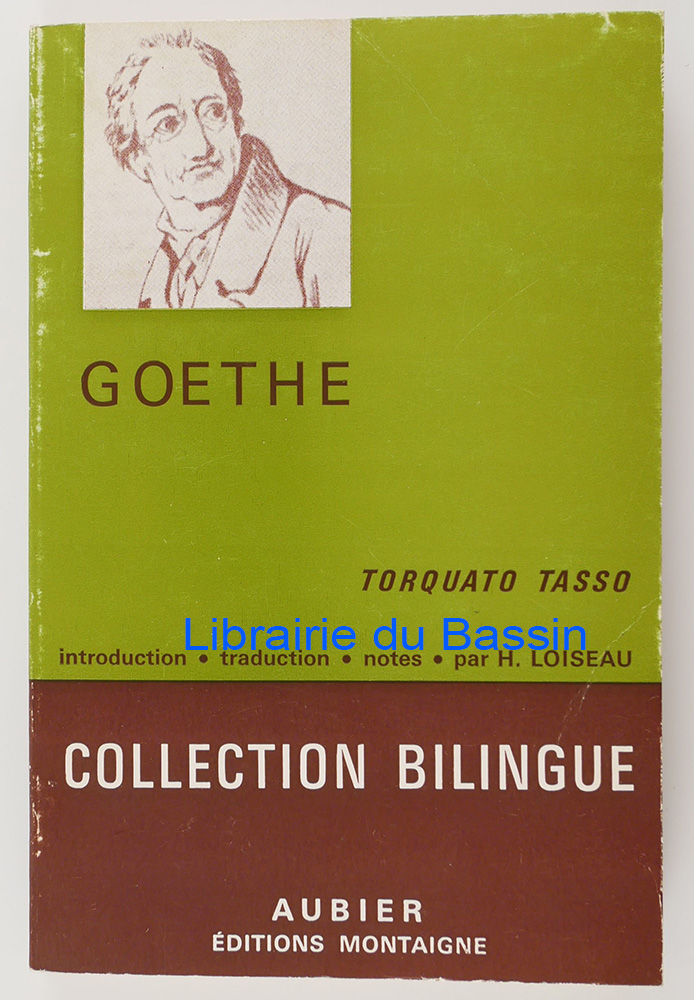 GOETHE
TORQUATO TASSO
Librairie du Bassin
introduction • traduction • notes • par H. LOISEAU
COLLECTION BILINGUE
AUBIER
ÉDITIONS MONTAIGNE